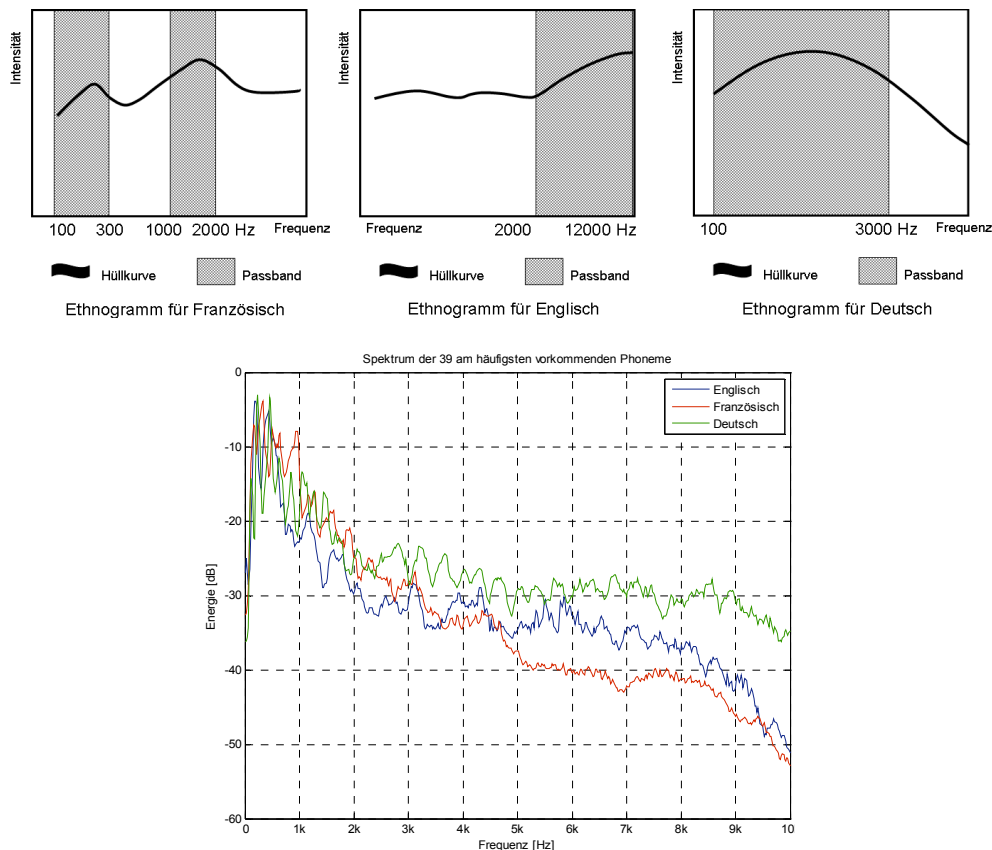 Intensität
100 300 1000 2000 Hz Frequenz
Hüllkurve Passband
Ethnogramm für Französisch
Intensität
Frequenz 2000 12000 Hz
Hüllkurve Passband
Ethnogramm für Englisch
Intensität
100 3000 Hz Frequenz
Hüllkurve Passband
Ethnogramm für Deutsch
Spektrum der 39 am häufigsten vorkommenden Phoneme
Englisch
Französisch
Deutsch
Energie [dB]
0
-10
-20
-30
-40
-50
-60
0 1k 2k 3k 4k 5k 6k 7k 8k 9k 10
Frequenz [Hz]